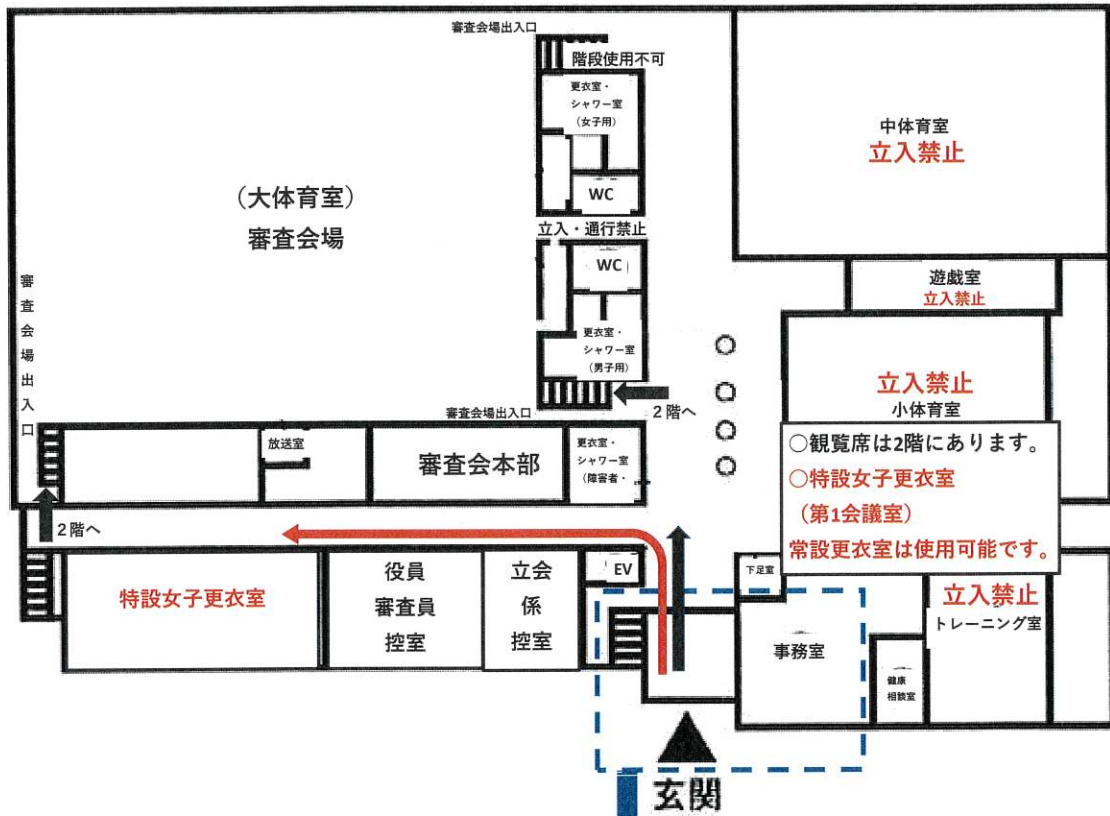 審査会場出入口
階段使用不可
更衣室・
シャワー室
（女子用）
中体育室
立入禁止
WC
（大体育室）
審査会場
立入・通行禁止
WC
遊戯室
立入禁止
審査会場出入口
更衣室・
シャワー室
（男子用）
立入禁止
小体育室
2階へ
審査会場出入口
放送室
審査会本部
更衣室・
シャワー室
（障害者・
○観覧席は2階にあります。
○特設女子更衣室
（第1会議室）
常設更衣室は使用可能です。
2階へ
特設女子更衣室
役員
審査員
控室
立会
係
控室
EV
下足室
立入禁止
トレーニング室
事務室
健康
相談室
玄関